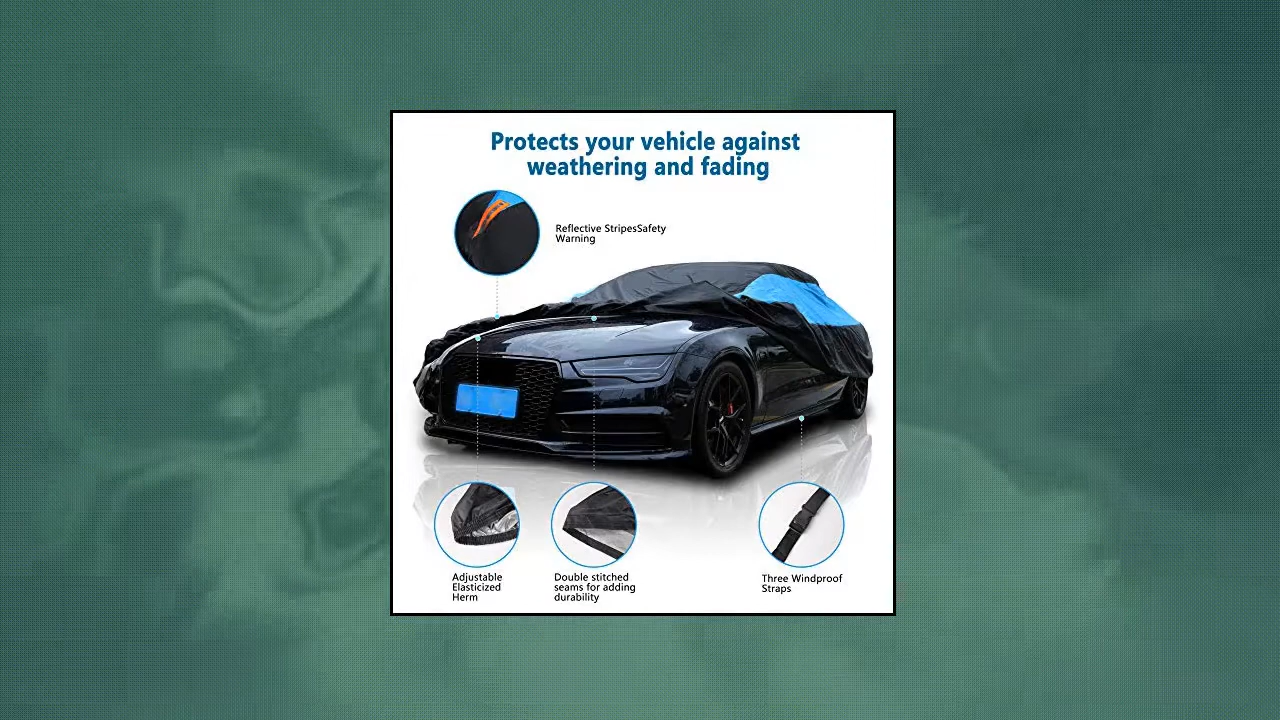 Protects your vehicle against
weathering and fading
Reflective StripesSafety
Warning
Adjustable
Elasticized
Herm
Double stitched
seams for adding
durability
Three Windproof
Straps